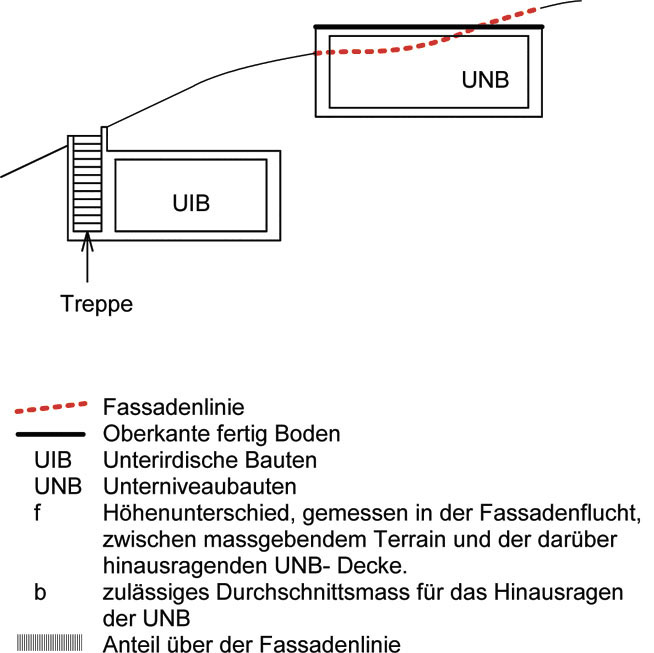 UNB
UIB
Treppe
Fassadenlinie
Oberkante fertig Boden
UIB Unterirdische Bauten
UNB Unterniveaubauten
f Höhenunterschied, gemessen in der Fassadenflucht,
zwischen massgebendem Terrain und der darüber
hinausragenden UNB- Decke.
b zulässiges Durchschnittsmass für das Hinausragen
der UNB
Anteil über der Fassadenlinie